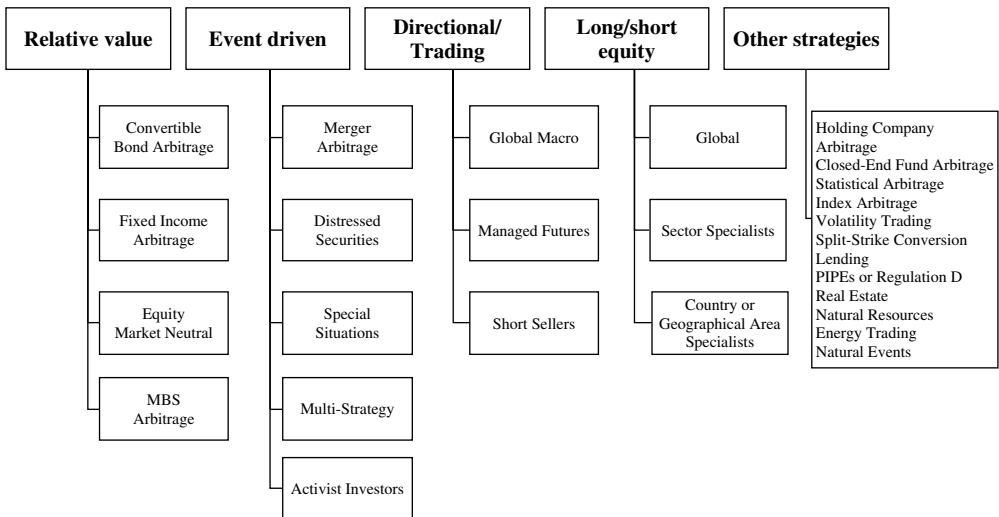 Relative value
Event driven
Directional/
Trading
Long/short
equity
Other strategies
Convertible
Bond Arbitrage
Fixed Income
Arbitrage
Equity
Market Neutral
MBS
Arbitrage
Merger
Arbitrage
Distressed
Securities
Special
Situations
Multi-Strategy
Activist Investors
Global Macro
Managed Futures
Short Sellers
Global
Sector Specialists
Country or
Geographical Area
Specialists
Holding Company
Arbitrage
Closed-End Fund Arbitrage
Statistical Arbitrage
Index Arbitrage
Volatility Trading
Split-Strike Conversion
Lending
PIPEs or Regulation D
Real Estate
Natural Resources
Energy Trading
Natural Events